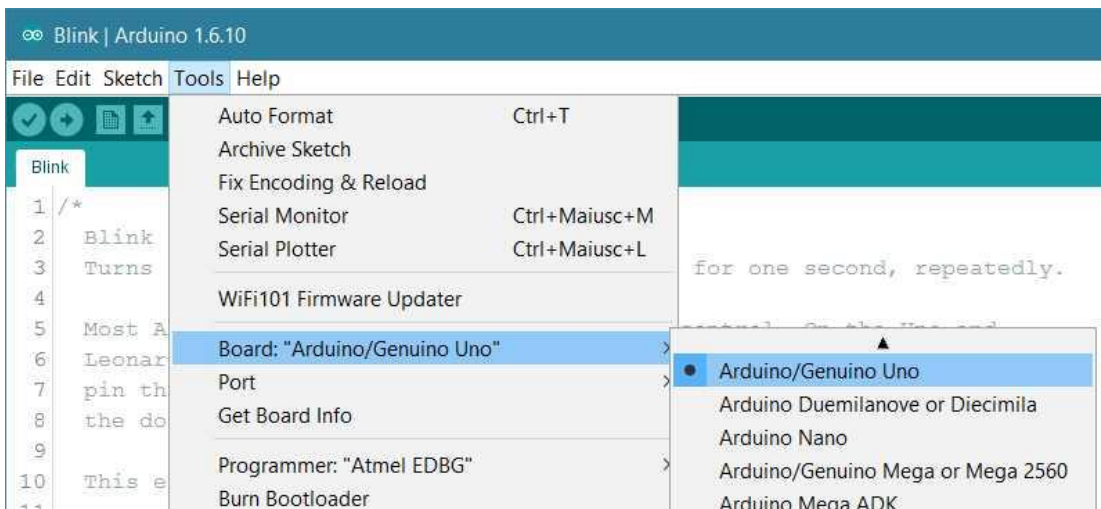 Blink | Arduino 1.6.10
File Edit Sketch Tools Help
Auto Format Ctrl+T
Archive Sketch
Fix Encoding & Reload
Serial Monitor Ctrl+Maiusc+M
Serial Plotter Ctrl+Maiusc+L
WiFi101 Firmware Updater
Board: "Arduino/Genuino Uno"
Port
Get Board Info
Programmer: "Atmel EDBG"
Burn Bootloader
Arduino/Genuino Uno
Arduino Duemilanove or Diecimila
Arduino Nano
Arduino/Genuino Mega or Mega 2560
Arduino Mega ADK
Blink
1 /*
2 Blink
3 Turns for one second, repeatedly.
4
5 Most A
6 Leonar
7 pin th
8 the do
9
10 This e